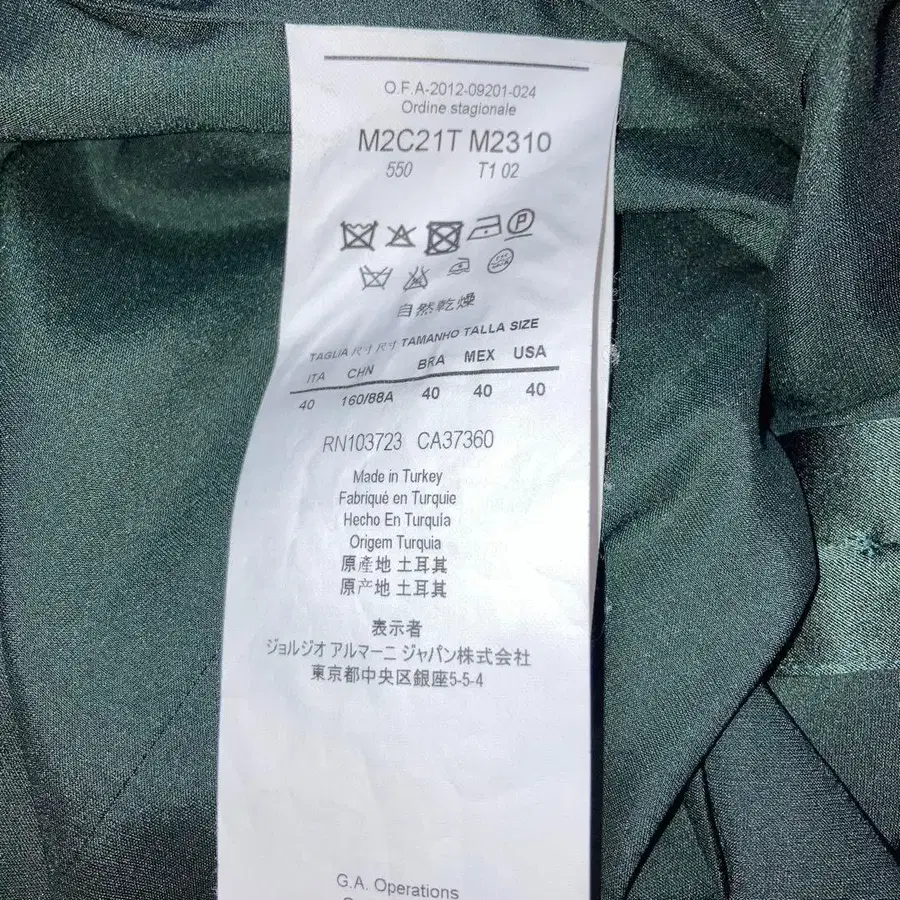 O.F.A-2012-09201-024
Ordine stagionale
M2C21T M2310
550 T1 02
P
自然乾燥
TAGLIA 尺寸 尺寸 TAMANHO TALLA SIZE
ITA CHN BRA MEX USA
40 160/88A 40 40 40
RN103723 CA37360
Made in Turkey
Fabriqué en Turquie
Hecho En Turquía
Origem Turquia
原產地 土耳其
原产地 土耳其
表示者
ジョルジオ アルマーニ ジャパン株式会社
東京都中央区銀座5-5-4
G.A. Operations